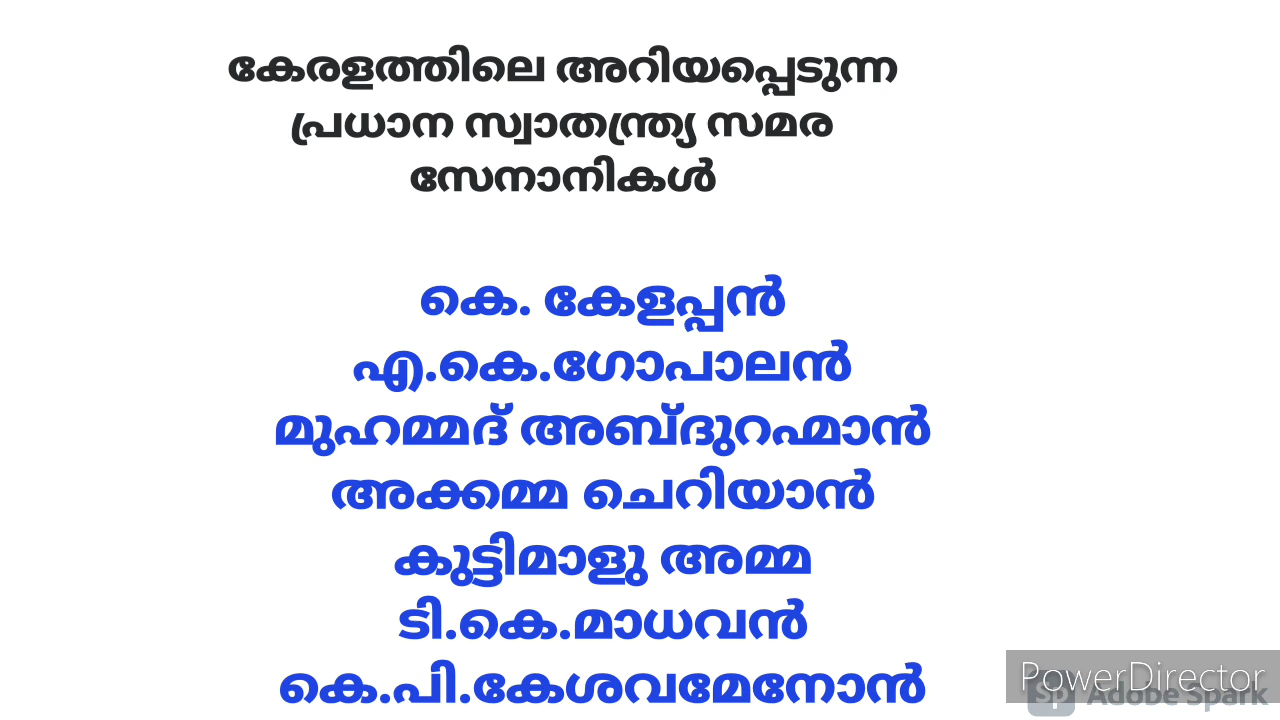 കേരളത്തിലെ അറിയപ്പെടുന്ന
പ്രധാന സ്വാതന്ത്ര്യ സമര
സേനാനികൾ
കെ. കേളപ്പൻ
എ.കെ.ഗോപാലൻ
മുഹമ്മദ് അബ്ദുറഹ്മാൻ
അക്കമ്മ ചെറിയാൻ
കുട്ടിമാളു അമ്മ
ടി.കെ.മാധവൻ
കെ.പി.കേശവമേനോൻ
PowerDirector
Sp Adobe Spark